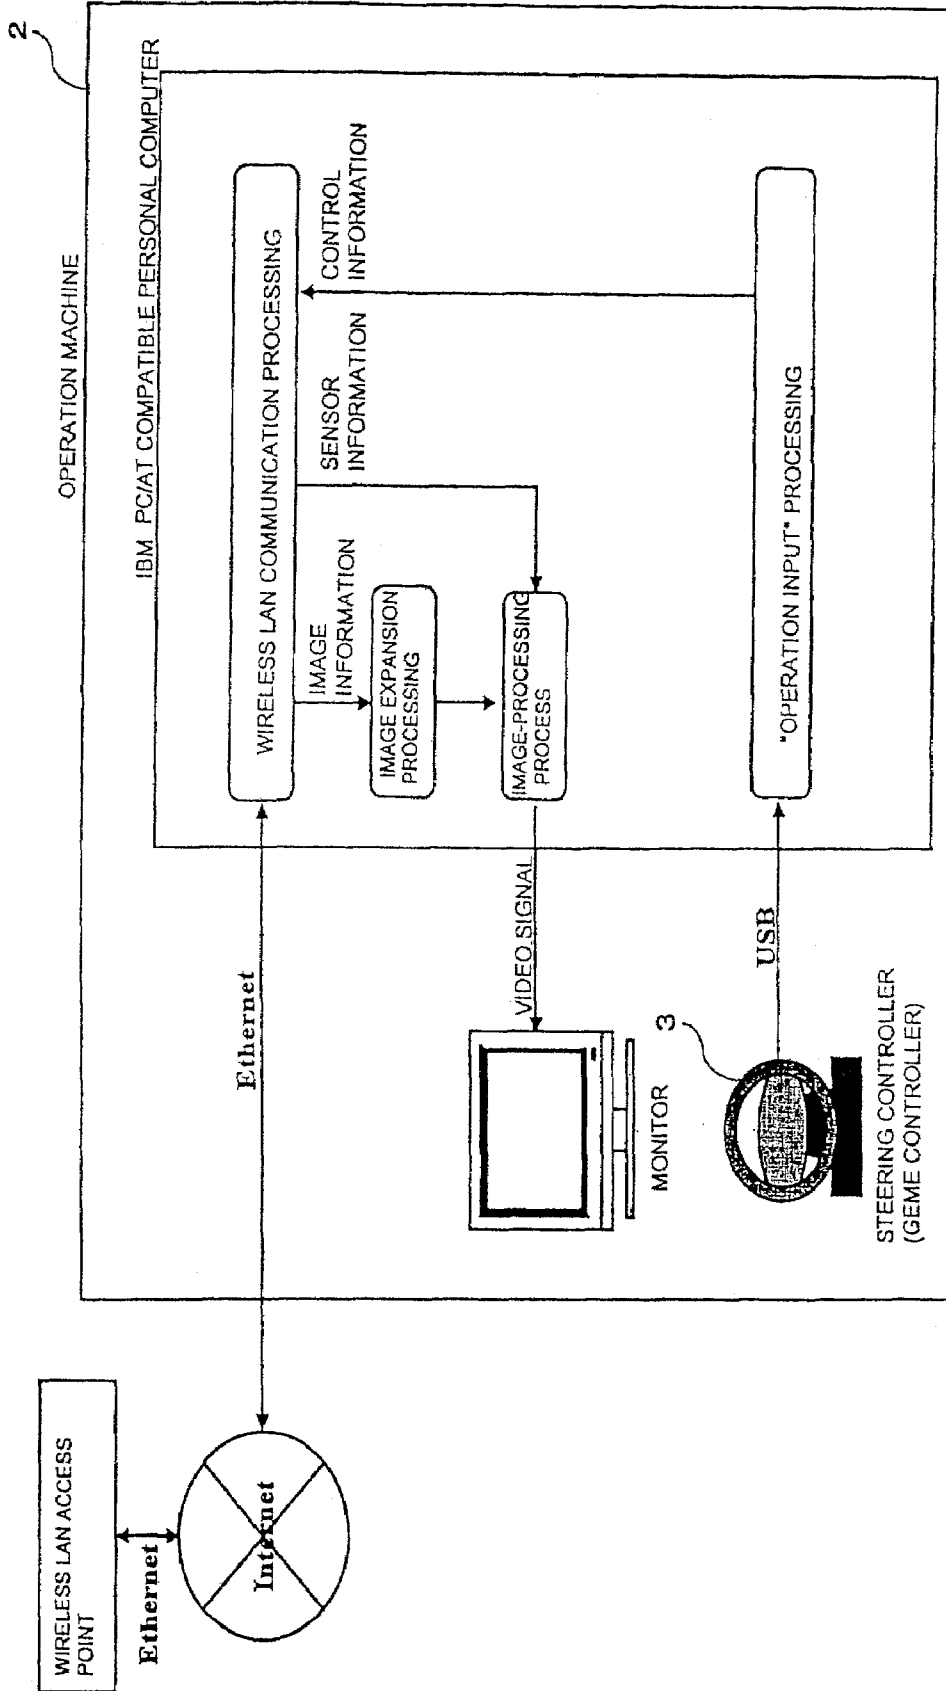 2
OPERATION MACHINE
IBM PC/AT COMPATIBLE PERSONAL COMPUTER
WIRELESS LAN ACCESS
POINT
Ethernet
Internet
Ethernet
WIRELESS LAN COMMUNICATION PROCESSING
IMAGE
INFORMATION
SENSOR
INFORMATION
CONTROL
INFORMATION
IMAGE EXPANSION
PROCESSING
IMAGE-PROCESSING
PROCESS
VIDEO SIGNAL
MONITOR
3
USB
"OPERATION INPUT" PROCESSING
STEERING CONTROLLER
(GEME CONTROLLER)